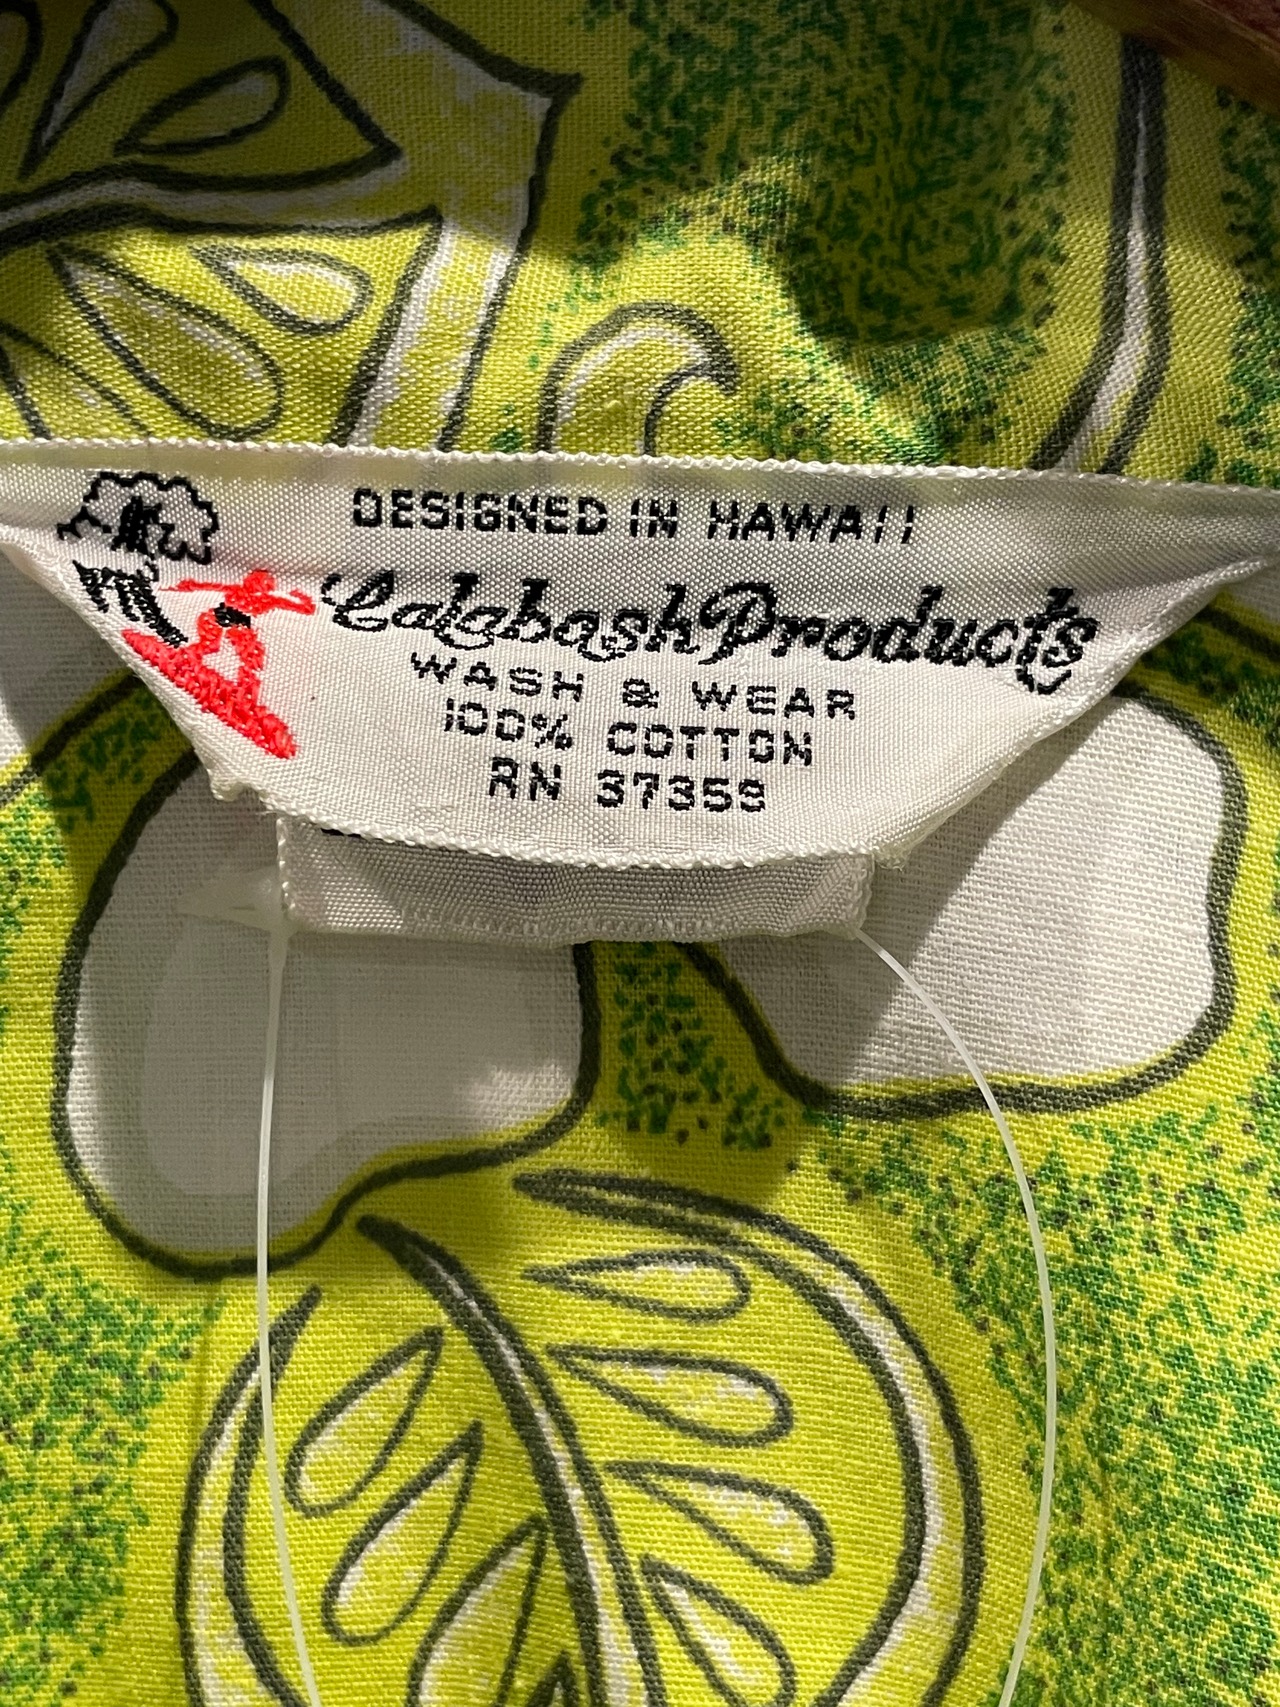 DESIGNED IN HAWAII
Calabash Products
WASH & WEAR
100% COTTON
RN 37359